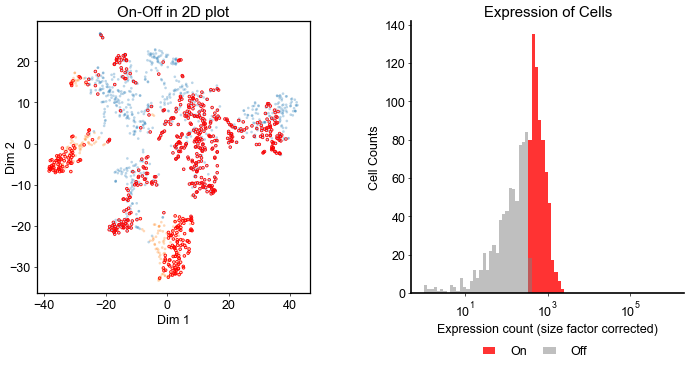 On-Off in 2D plot
Dim 2
20
10
0
−10
−20
−30
−40
−20
0
20
40
Dim 1
Expression of Cells
Cell Counts
140
120
100
80
60
40
20
0
10^1
10^3
10^5
Expression count (size factor corrected)
On
Off